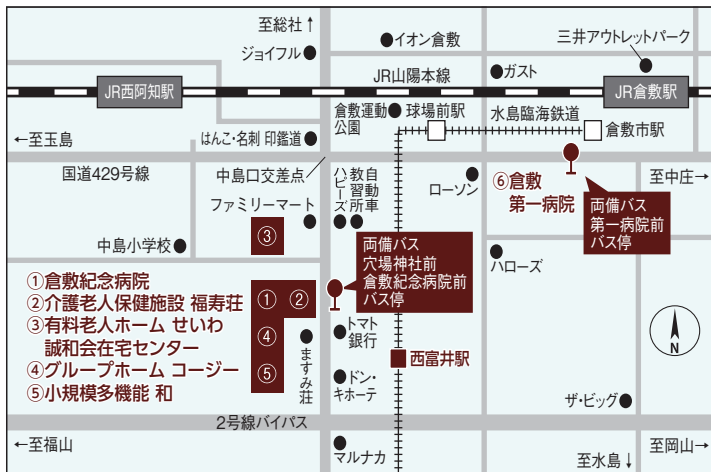 至総社↑
ジョイフル
イオン倉敷
三井アウトレットパーク
JR山陽本線
ガスト
JR西阿知駅
JR倉敷駅
倉敷運動
公園
球場前駅
水島臨海鉄道
倉敷市駅
←至玉島
はんこ・名刺 印鑑道
国道429号線
中島口交差点
自動車
教習所
ハピーズ
ローソン
⑥倉敷
第一病院
至中庄→
両備バス
第一病院前
バス停
ファミリーマート
③
中島小学校
両備バス
穴場神社前
倉敷紀念病院前
バス停
ハローズ
①倉敷紀念病院
②介護老人保健施設 福寿荘
③有料老人ホーム せいわ
誠和会在宅センター
④グループホーム コージー
⑤小規模多機能 和
①
②
④
⑤
ますみ荘
トマト
銀行
西富井駅
ドン・
キホーテ
N
ザ・ビッグ
2号線バイパス
←至福山
マルナカ
至水島↓
至岡山→